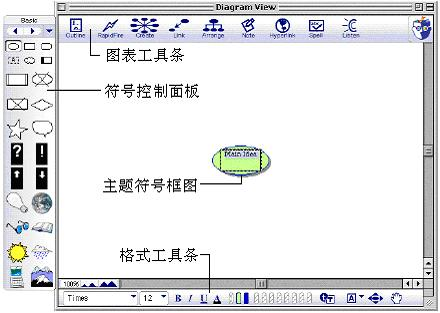 Diagram View
Basic
Outline RapidFire Create Link Arrange Note Hyperlink Spell Listen
图表工具条
符号控制面板
Main Idea
主题符号框图
格式工具条
100%
Times 12 B I U A
A